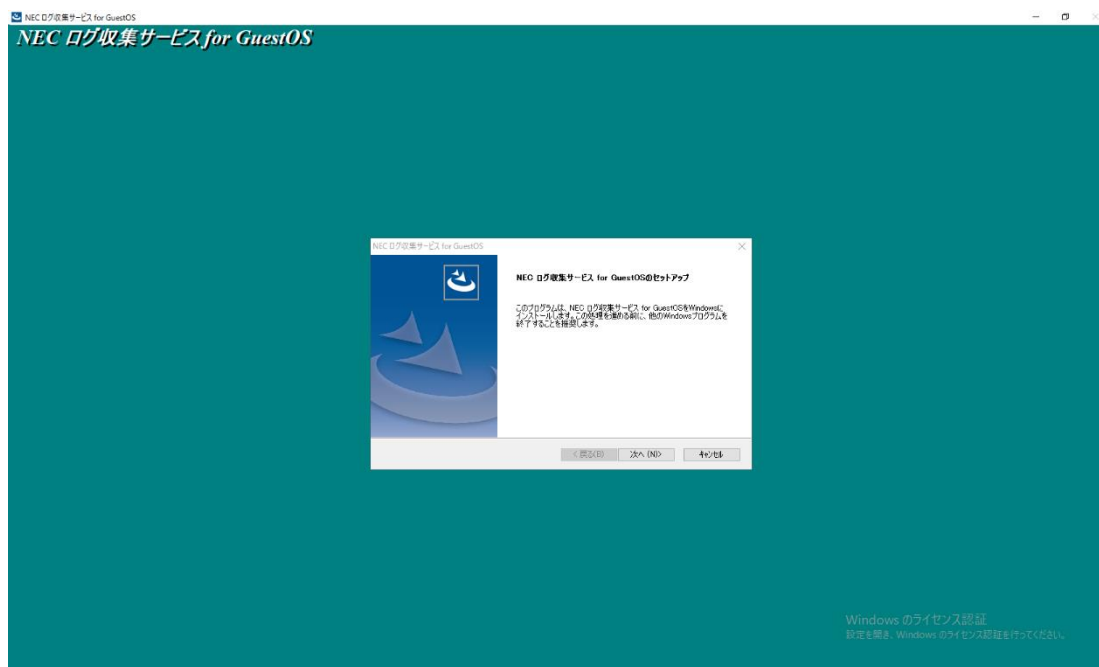 NEC ログ収集サービス for GuestOS
NEC ログ収集サービス for GuestOS
NEC ログ収集サービス for GuestOS
NEC ログ収集サービス for GuestOSのセットアップ
このプログラムは、NEC ログ収集サービス for GuestOSをWindowsに
インストールします。この処理を進める前に、他のWindowsプログラムを
終了することを推奨します。
< 戻る(B)
次へ (N)>
キャンセル
Windows のライセンス認証
設定を開き、Windows のライセンス認証を行ってください。